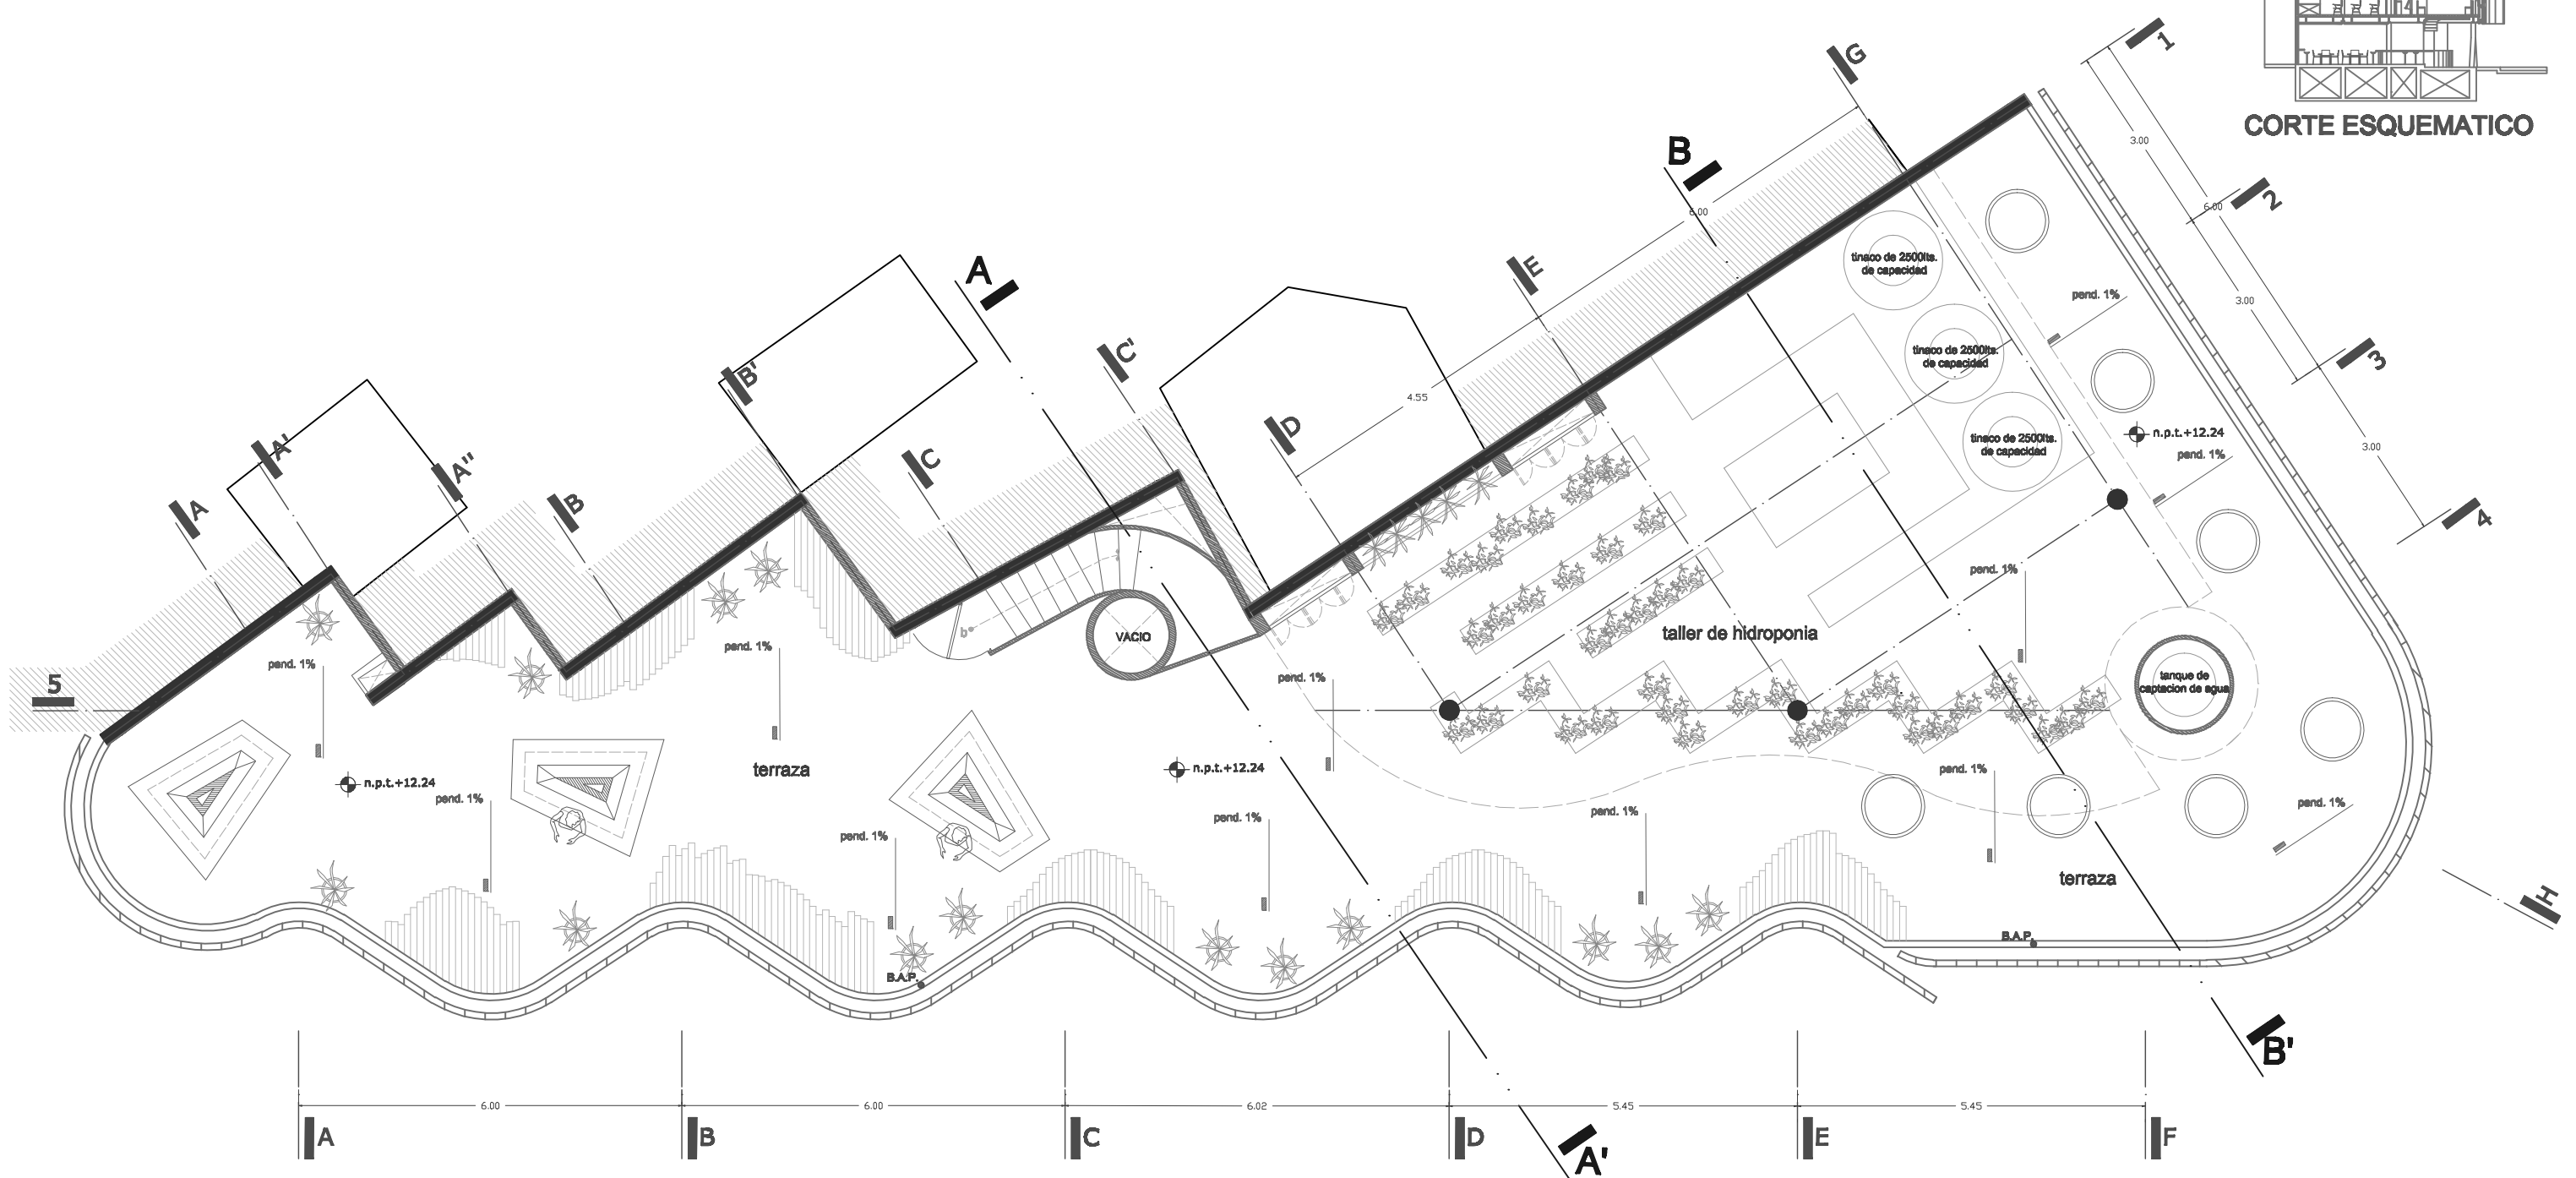 1
G
CORTE ESQUEMATICO
3.00
B
2
6.00
6.00
E
A
tinaco de 2500lts.
de capacidad
pend. 1%
3.00
C'
tinaco de 2500lts.
de capacidad
3
B'
4.55
D
n.p.t.+12.24
A'
tinaco de 2500lts.
de capacidad
3.00
pend. 1%
C
A''
B
A
4
pend. 1%
b
VACIO
taller de hidroponia
pend. 1%
pend. 1%
pend. 1%
tanque de
captacion de agua
5
terraza
n.p.t.+12.24
pend. 1%
n.p.t.+12.24
pend. 1%
pend. 1%
pend. 1%
pend. 1%
pend. 1%
terraza
H
B.A.P.
B.A.P.
B'
6.00
6.00
6.02
5.45
5.45
A
B
C
D
E
F
A'